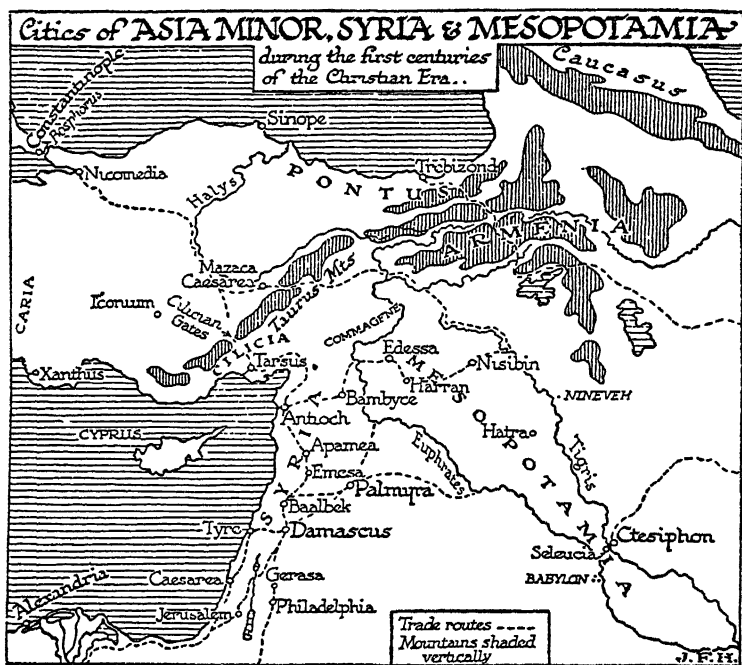 Cities of ASIA MINOR, SYRIA & MESOPOTAMIA
during the first centuries
of the Christian Era..
Caucasus
Constantinople
Bosphorus
Sinope
Nicomedia
Halys
PONTUS
Trebizond
ARMENIA
Mazaca
Caesarea
Taurus Mts
CARIA
Iconium
Cilician
Gates
CILICIA
COMMAGENE
Xanthus
Tarsus
Edessa
Nisibin
Harran
MESOPOTAMIA
NINEVEH
Bambyce
Antioch
CYPRUS
Hatra
SYRIA
Apamea
Euphrates
Tigris
Emesa
Palmyra
Baalbek
Tyre
Damascus
Ctesiphon
Seleucia
Caesarea
Gerasa
BABYLON
Alexandria
Jerusalem
Philadelphia
Trade routes ----
Mountains shaded
vertically
J.F.H.